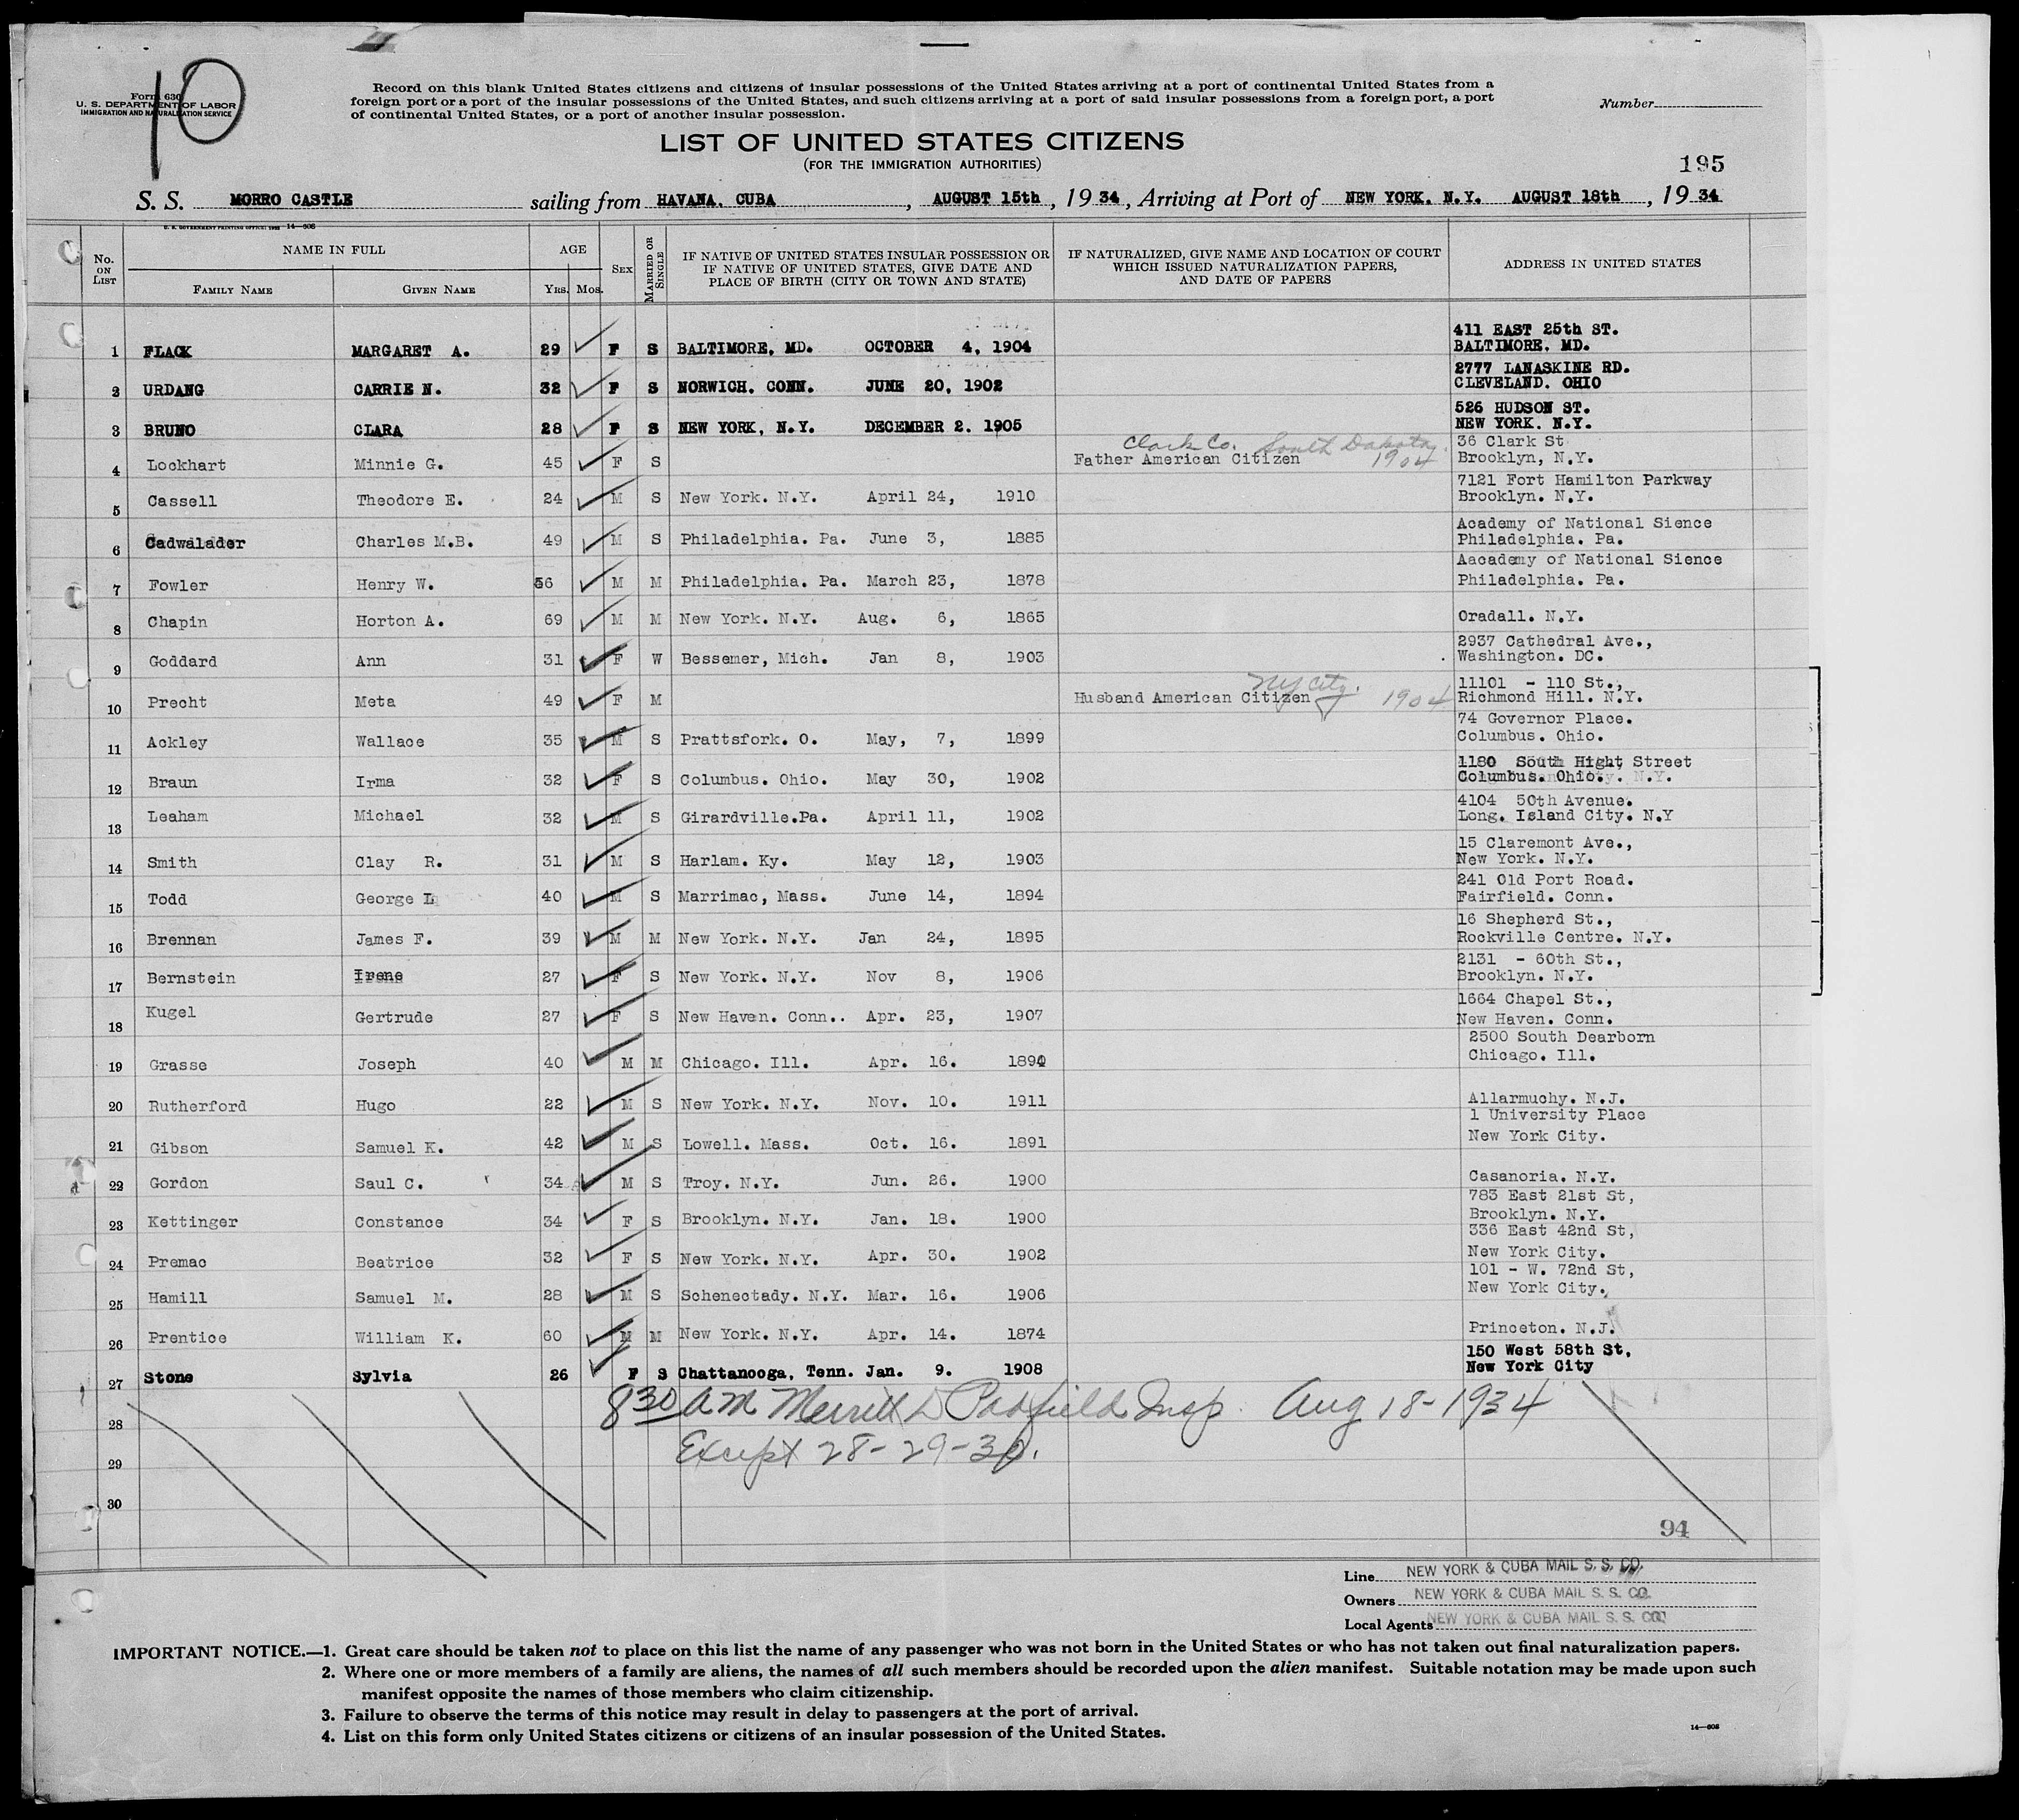 10
Form 630
U. S. DEPARTMENT OF LABOR
IMMIGRATION AND NATURALIZATION SERVICE
Record on this blank United States citizens and citizens of insular possessions of the United States arriving at a port of continental United States from a
foreign port or a port of the insular possessions of the United States, and such citizens arriving at a port of said insular possessions from a foreign port, a port
of continental United States, or a port of another insular possession.
Number
LIST OF UNITED STATES CITIZENS
(FOR THE IMMIGRATION AUTHORITIES)
195
S. S. MORRO CASTLE sailing from HAVANA. CUBA, AUGUST 15th, 19 34, Arriving at Port of NEW YORK. N.Y. AUGUST 18th, 19 34
U. S. GOVERNMENT PRINTING OFFICE: 1932 14—608
No. ON LIST
NAME IN FULL
FAMILY NAME
GIVEN NAME
AGE
YRS. MOS.
SEX
MARRIED OR SINGLE
IF NATIVE OF UNITED STATES INSULAR POSSESSION OR
IF NATIVE OF UNITED STATES, GIVE DATE AND
PLACE OF BIRTH (CITY OR TOWN AND STATE)
IF NATURALIZED, GIVE NAME AND LOCATION OF COURT
WHICH ISSUED NATURALIZATION PAPERS,
AND DATE OF PAPERS
ADDRESS IN UNITED STATES
1 FLACK MARGARET A. 29 F S BALTIMORE, MD. OCTOBER 4, 1904 411 EAST 25th ST.
BALTIMORE. MD.
2 URDANG CARRIE N. 32 F S NORWICH. CONN. JUNE 20, 1902 2777 LANASKINE RD.
CLEVELAND. OHIO
3 BRUNO CLARA 28 F S NEW YORK, N.Y. DECEMBER 2. 1905 526 HUDSON ST.
NEW YORK. N.Y.
Clark Co. South Dakota.
4 Lockhart Minnie G. 45 F S Father American Citizen 1904 36 Clark St
Brooklyn, N.Y.
5 Cassell Theodore E. 24 M S New York. N.Y. April 24, 1910 7121 Fort Hamilton Parkway
Brooklyn. N.Y.
6 Cadwalader Charles M.B. 49 M S Philadelphia. Pa. June 3, 1885 Academy of National Sience
Philadelphia. Pa.
7 Fowler Henry W. 56 M M Philadelphia. Pa. March 23, 1878 Aacademy of National Sience
Philadelphia. Pa.
8 Chapin Horton A. 69 M M New York. N.Y. Aug. 6, 1865 Oradall. N.Y.
9 Goddard Ann 31 F W Bessemer, Mich. Jan 8, 1903 2937 Cathedral Ave.,
Washington. DC.
NY City.
10 Precht Meta 49 F M Husband American Citizen 1904 11101 - 110 St.,
Richmond Hill. N.Y.
11 Ackley Wallace 35 M S Prattsfork. O. May, 7, 1899 74 Governor Place.
Columbus. Ohio.
12 Braun Irma 32 F S Columbus. Ohio. May 30, 1902 1180 South Hight Street
Columbus. Ohio. N.Y.
13 Leaham Michael 32 M S Girardville.Pa. April 11, 1902 4104 50th Avenue.
Long. Island City. N.Y
14 Smith Clay R. 31 M S Harlam. Ky. May 12, 1903 15 Claremont Ave.,
New York. N.Y.
15 Todd George L 40 M S Marrimac, Mass. June 14, 1894 241 Old Port Road.
Fairfield. Conn.
16 Brennan James F. 39 M M New York. N.Y. Jan 24, 1895 16 Shepherd St.,
Rockville Centre. N.Y.
17 Bernstein Irene 27 F S New York. N.Y. Nov 8, 1906 2131 - 60th St.,
Brooklyn. N.Y.
18 Kugel Gertrude 27 F S New Haven. Conn.. Apr. 23, 1907 1664 Chapel St.,
New Haven. Conn.
19 Grasse Joseph 40 M M Chicago. Ill. Apr. 16. 1894 2500 South Dearborn
Chicago. Ill.
20 Rutherford Hugo 22 M S New York. N.Y. Nov. 10. 1911 Allarmuchy. N.J.
21 Gibson Samuel K. 42 M S Lowell. Mass. Oct. 16. 1891 1 University Place
New York City.
22 Gordon Saul C. 34 M S Troy. N.Y. Jun. 26. 1900 Casanoria. N.Y.
23 Kettinger Constance 34 F S Brooklyn. N.Y. Jan. 18. 1900 783 East 21st St,
Brooklyn. N.Y.
24 Premac Beatrice 32 F S New York. N.Y. Apr. 30. 1902 336 East 42nd St,
New York City.
25 Hamill Samuel M. 28 M S Schenectady. N.Y. Mar. 16. 1906 101 - W. 72nd St,
New York City.
26 Prentice William K. 60 M M New York. N.Y. Apr. 14. 1874 Princeton. N.J.
27 Stone Sylvia 26 F S Chattanooga, Tenn. Jan. 9. 1908 150 West 58th St,
New York City
8 30 AM Merritt D Padfield Insp. Aug 18-1934
28
Except 28-29-30.
29
30
94
Line NEW YORK & CUBA MAIL S. S. CO.
Owners NEW YORK & CUBA MAIL S. S. CO.
Local Agents NEW YORK & CUBA MAIL S. S. CO.
IMPORTANT NOTICE.—1. Great care should be taken not to place on this list the name of any passenger who was not born in the United States or who has not taken out final naturalization papers.
2. Where one or more members of a family are aliens, the names of all such members should be recorded upon the alien manifest. Suitable notation may be made upon such
manifest opposite the names of those members who claim citizenship.
3. Failure to observe the terms of this notice may result in delay to passengers at the port of arrival.
4. List on this form only United States citizens or citizens of an insular possession of the United States.
14—608